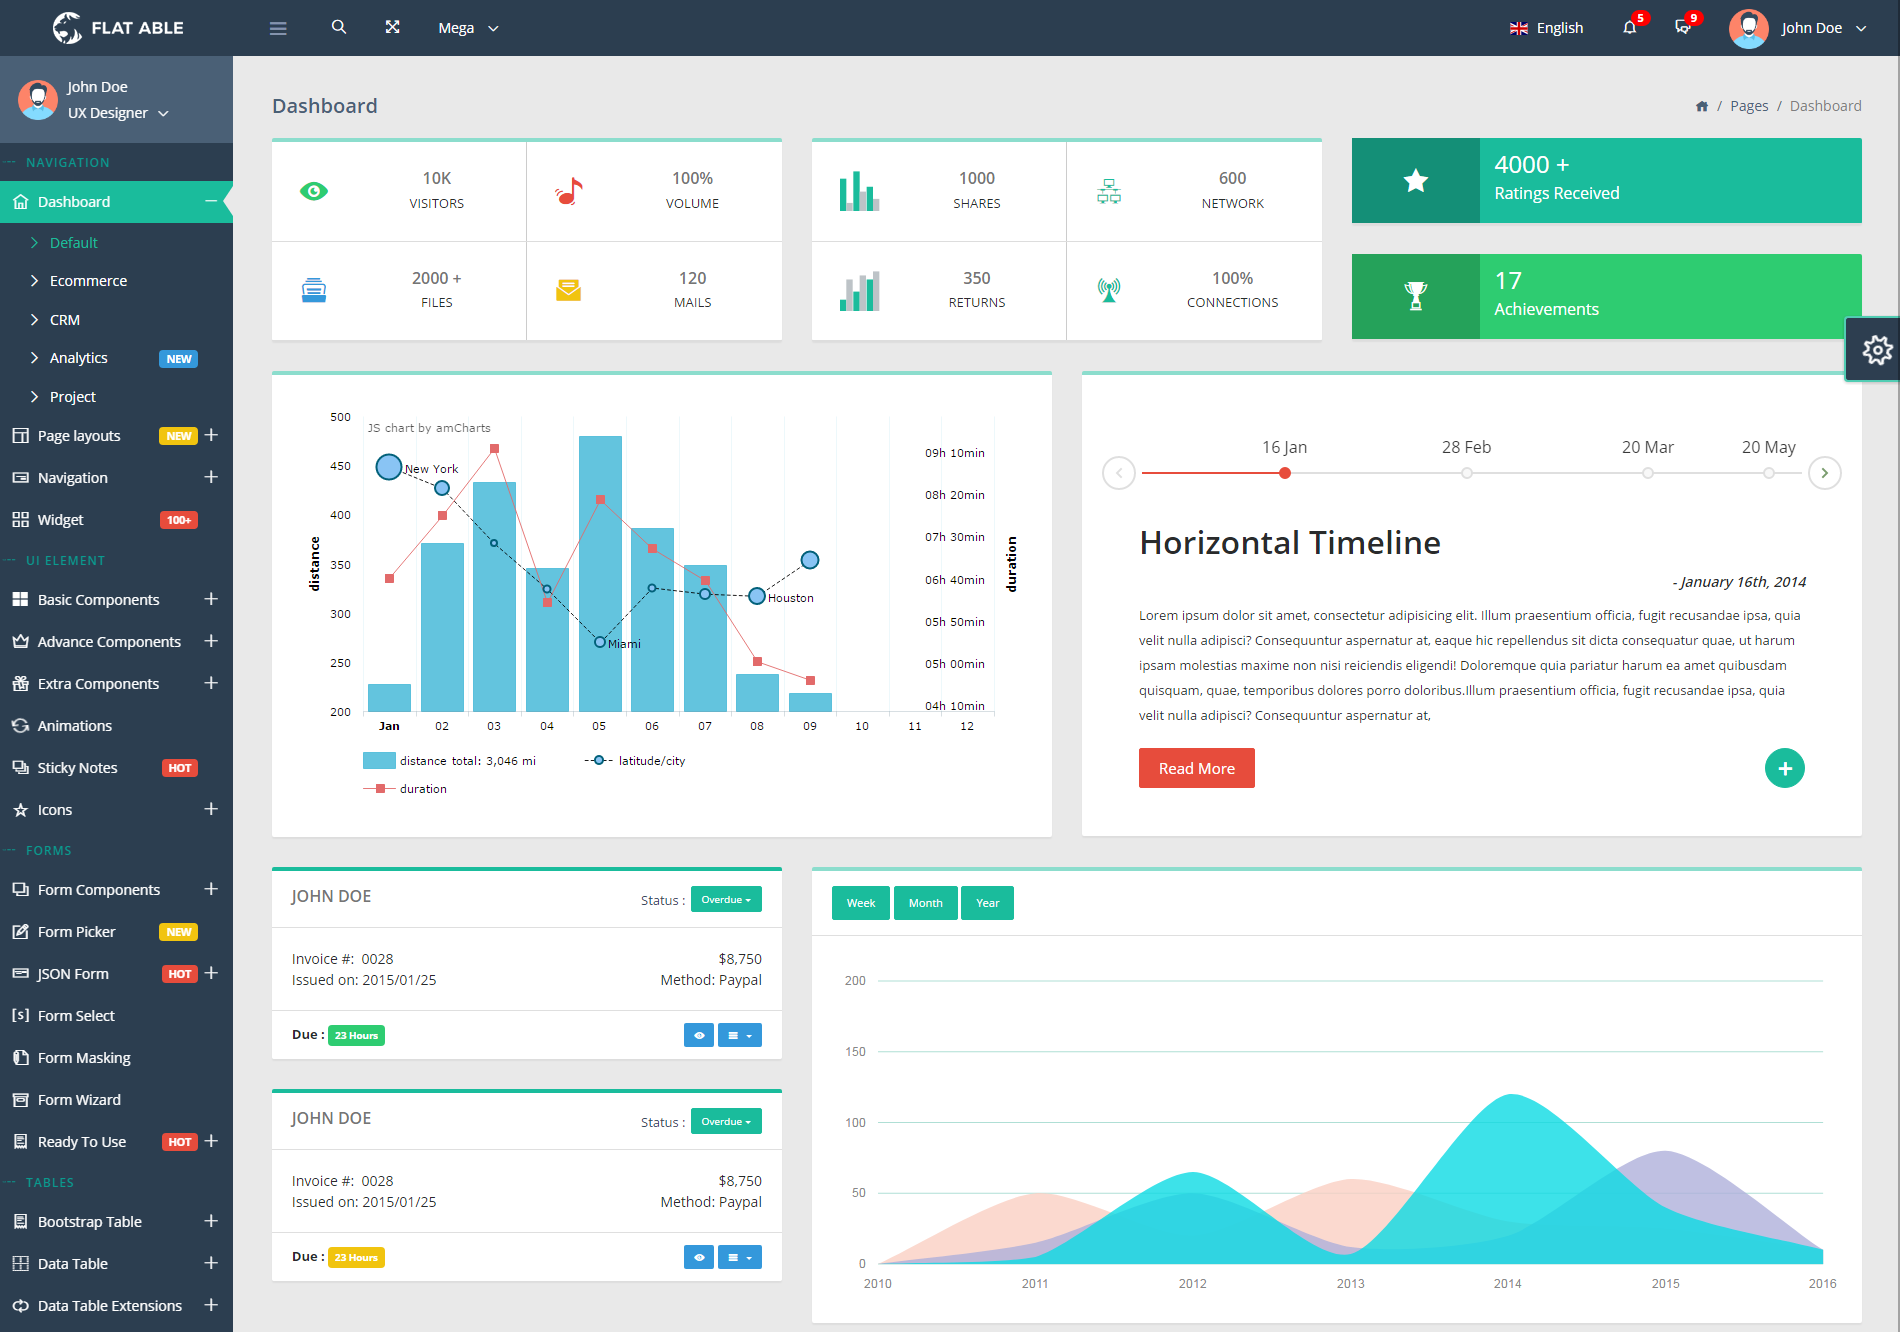 FLAT ABLE
Mega
English
5
9
John Doe
John Doe
UX Designer
NAVIGATION
Dashboard
Default
Ecommerce
CRM
Analytics NEW
Project
Page layouts NEW
Navigation
Widget 100+
UI ELEMENT
Basic Components
Advance Components
Extra Components
Animations
Sticky Notes HOT
Icons
FORMS
Form Components
Form Picker NEW
JSON Form HOT
[s] Form Select
Form Masking
Form Wizard
Ready To Use HOT
TABLES
Bootstrap Table
Data Table
Data Table Extensions
Dashboard
/ Pages / Dashboard
10K
VISITORS
100%
VOLUME
2000 +
FILES
120
MAILS
1000
SHARES
600
NETWORK
350
RETURNS
100%
CONNECTIONS
4000 +
Ratings Received
17
Achievements
JS chart by amCharts
500
450
400
350
300
250
200
distance
New York
Miami
Houston
09h 10min
08h 20min
07h 30min
06h 40min
05h 50min
05h 00min
04h 10min
duration
Jan 02 03 04 05 06 07 08 09 10 11 12
distance total: 3,046 mi
latitude/city
duration
16 Jan 28 Feb 20 Mar 20 May
Horizontal Timeline
- January 16th, 2014
Lorem ipsum dolor sit amet, consectetur adipisicing elit. Illum praesentium officia, fugit recusandae ipsa, quia
velit nulla adipisci? Consequuntur aspernatur at, eaque hic repellendus sit dicta consequatur quae, ut harum
ipsam molestias maxime non nisi reiciendis eligendi! Doloremque quia pariatur harum ea amet quibusdam
quisquam, quae, temporibus dolores porro doloribus.Illum praesentium officia, fugit recusandae ipsa, quia
velit nulla adipisci? Consequuntur aspernatur at,
Read More
JOHN DOE
Status : Overdue
Invoice #: 0028
$8,750
Issued on: 2015/01/25
Method: Paypal
Due : 23 Hours
JOHN DOE
Status : Overdue
Invoice #: 0028
$8,750
Issued on: 2015/01/25
Method: Paypal
Due : 23 Hours
Week Month Year
200
150
100
50
0
2010 2011 2012 2013 2014 2015 2016